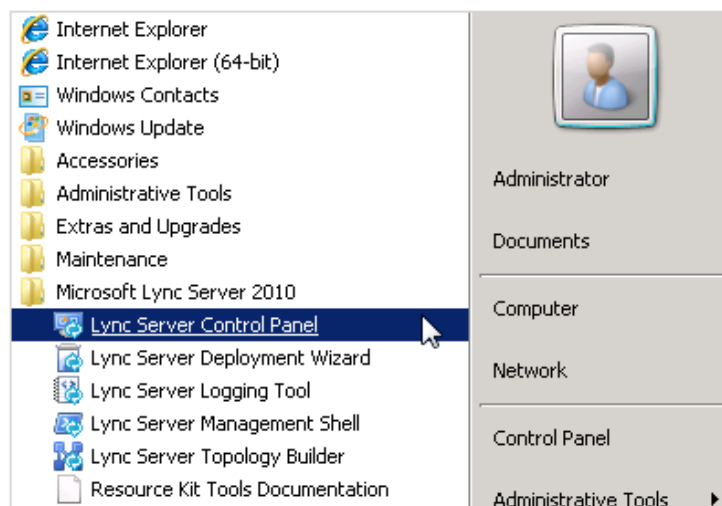 Internet Explorer
Internet Explorer (64-bit)
Windows Contacts
Windows Update
Accessories
Administrative Tools
Extras and Upgrades
Maintenance
Microsoft Lync Server 2010
Lync Server Control Panel
Lync Server Deployment Wizard
Lync Server Logging Tool
Lync Server Management Shell
Lync Server Topology Builder
Resource Kit Tools Documentation
Administrator
Documents
Computer
Network
Control Panel
Administrative Tools